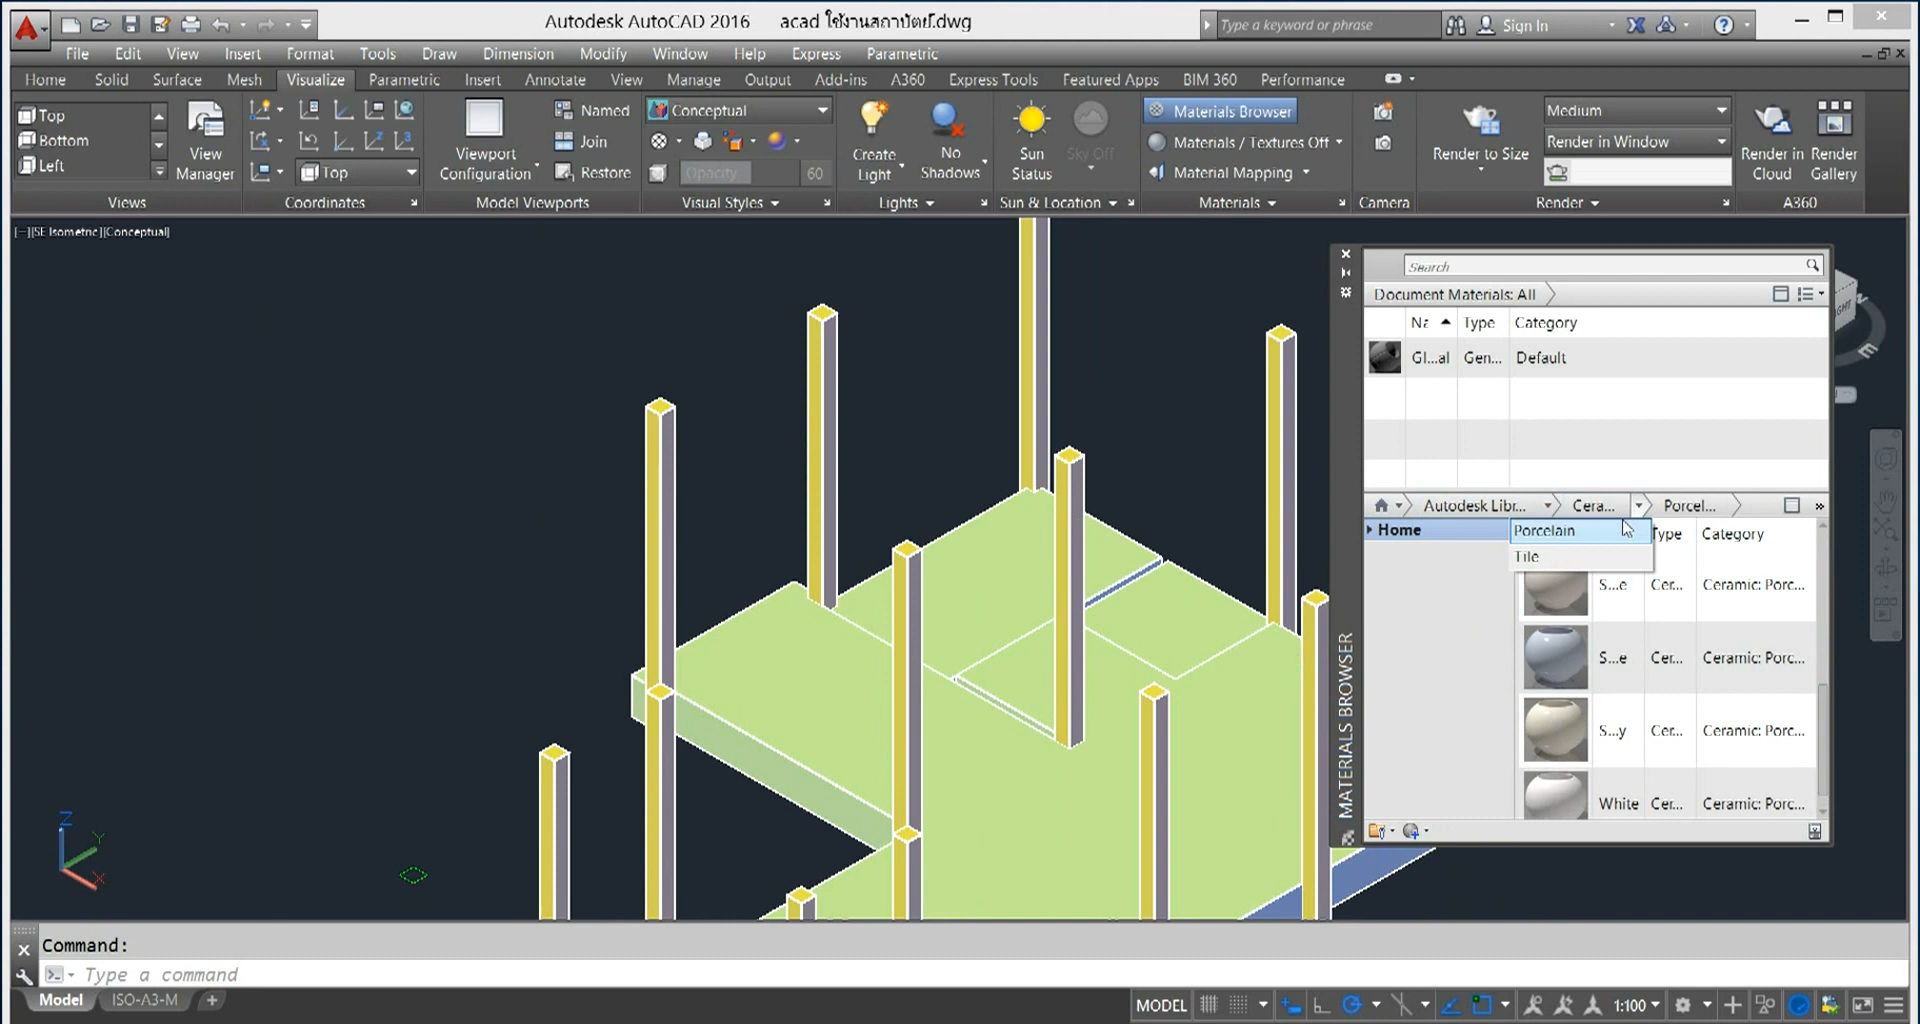 Autodesk AutoCAD 2016 acad ใช้งานสถาปัตย์.dwg
Type a keyword or phrase
Sign In
File Edit View Insert Format Tools Draw Dimension Modify Window Help Express Parametric
Home Solid Surface Mesh Visualize Parametric Insert Annotate View Manage Output Add-ins A360 Express Tools Featured Apps BIM 360 Performance
Top
Bottom
Left
View Manager
Views
Top
Coordinates
Viewport Configuration
Named
Join
Restore
Model Viewports
Conceptual
Opacity 60
Visual Styles
Create Light
No Shadows
Lights
Sun Status
Sky Off
Sun & Location
Materials Browser
Materials / Textures Off
Material Mapping
Materials
Camera
Render to Size
Medium
Render in Window
Render
Render in Cloud
Render Gallery
A360
[−][SE Isometric][Conceptual]
Search
Document Materials: All
Type Category
Gl...al Gen... Default
Autodesk Libr... Cera... Porcel...
Home
Porcelain
Tile
Type Category
S...e Cer... Ceramic: Porc...
S...e Cer... Ceramic: Porc...
S...y Cer... Ceramic: Porc...
White Cer... Ceramic: Porc...
MATERIALS BROWSER
Z
Y
X
E
Command:
Type a command
Model ISO-A3-M +
MODEL 1:100